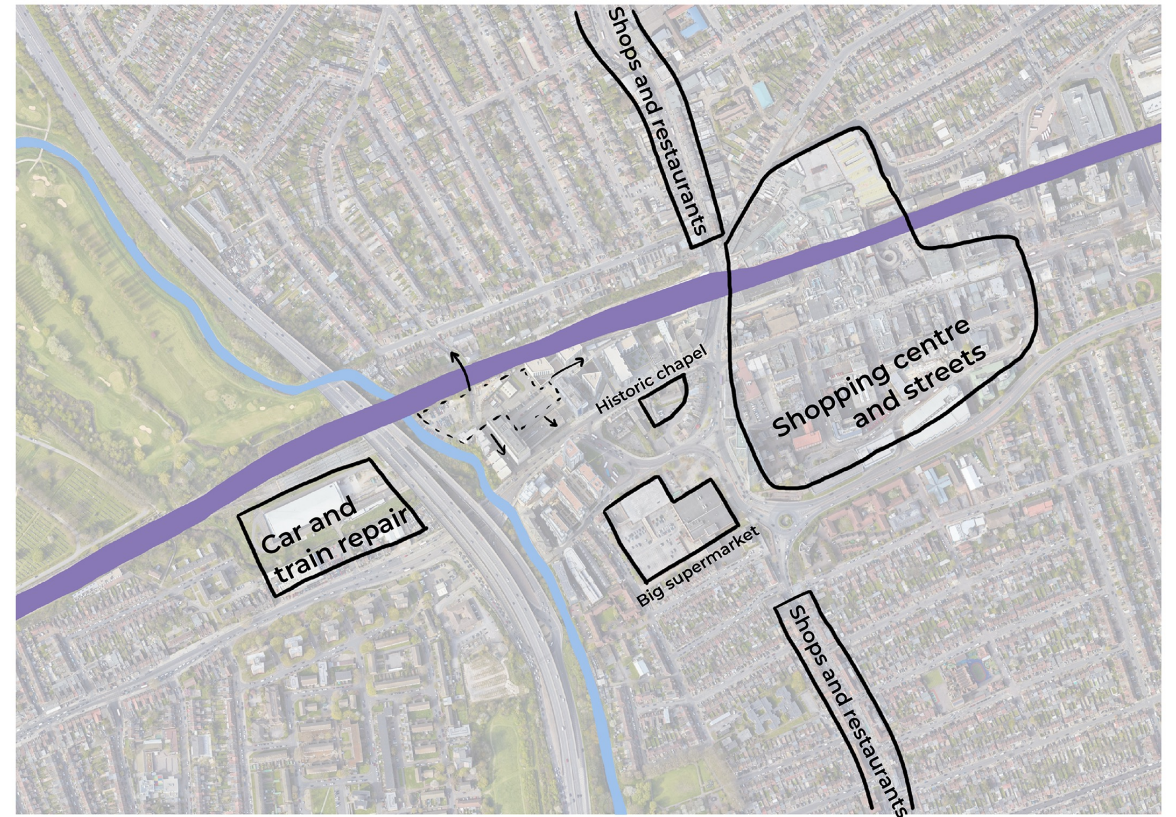 Shops and restaurants
Historic chapel
Shopping centre
and streets
Car and
train repair
Big supermarket
Shops and restaurants